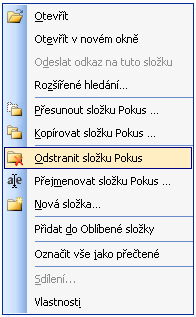 Otevřít
Otevřít v novém okně
Odeslat odkaz na tuto složku
Rozšířené hledání...
Přesunout složku Pokus ...
Kopírovat složku Pokus ...
Odstranit složku Pokus
Přejmenovat složku Pokus ...
Nová složka...
Přidat do Oblíbené složky
Označit vše jako přečtené
Sdílení...
Vlastnosti